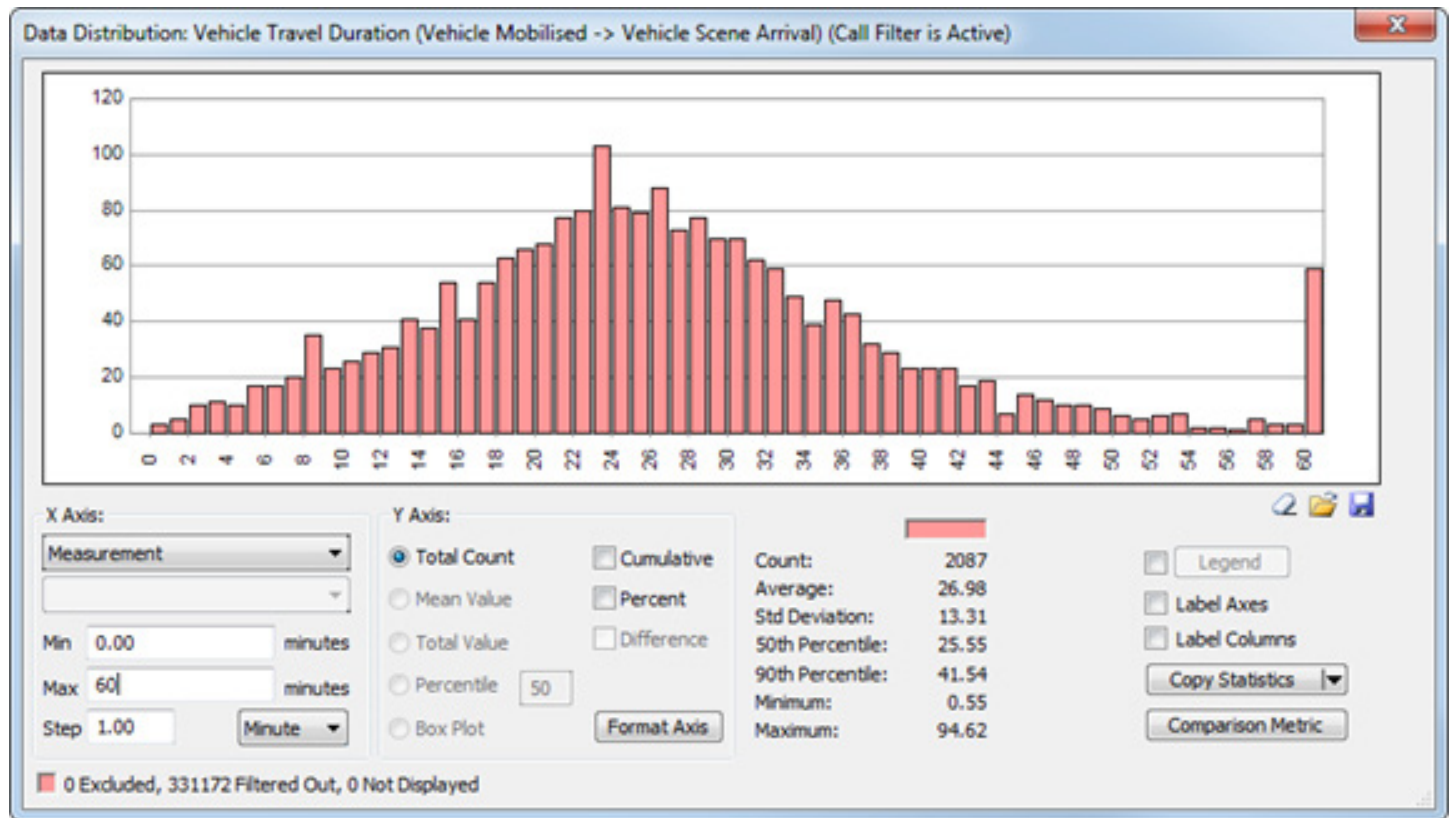 Data Distribution: Vehicle Travel Duration (Vehicle Mobilised -> Vehicle Scene Arrival) (Call Filter is Active)
120
100
80
60
40
20
0
0 2 4 6 8 10 12 14 16 18 20 22 24 26 28 30 32 34 36 38 40 42 44 46 48 50 52 54 56 58 60
X Axis:
Measurement
Min 0.00 minutes
Max 60 minutes
Step 1.00 Minute
Y Axis:
Total Count
Cumulative
Mean Value
Percent
Total Value
Difference
Percentile 50
Box Plot
Format Axis
Count: 2087
Average: 26.98
Std Deviation: 13.31
50th Percentile: 25.55
90th Percentile: 41.54
Minimum: 0.55
Maximum: 94.62
Legend
Label Axes
Label Columns
Copy Statistics
Comparison Metric
0 Excluded, 331172 Filtered Out, 0 Not Displayed